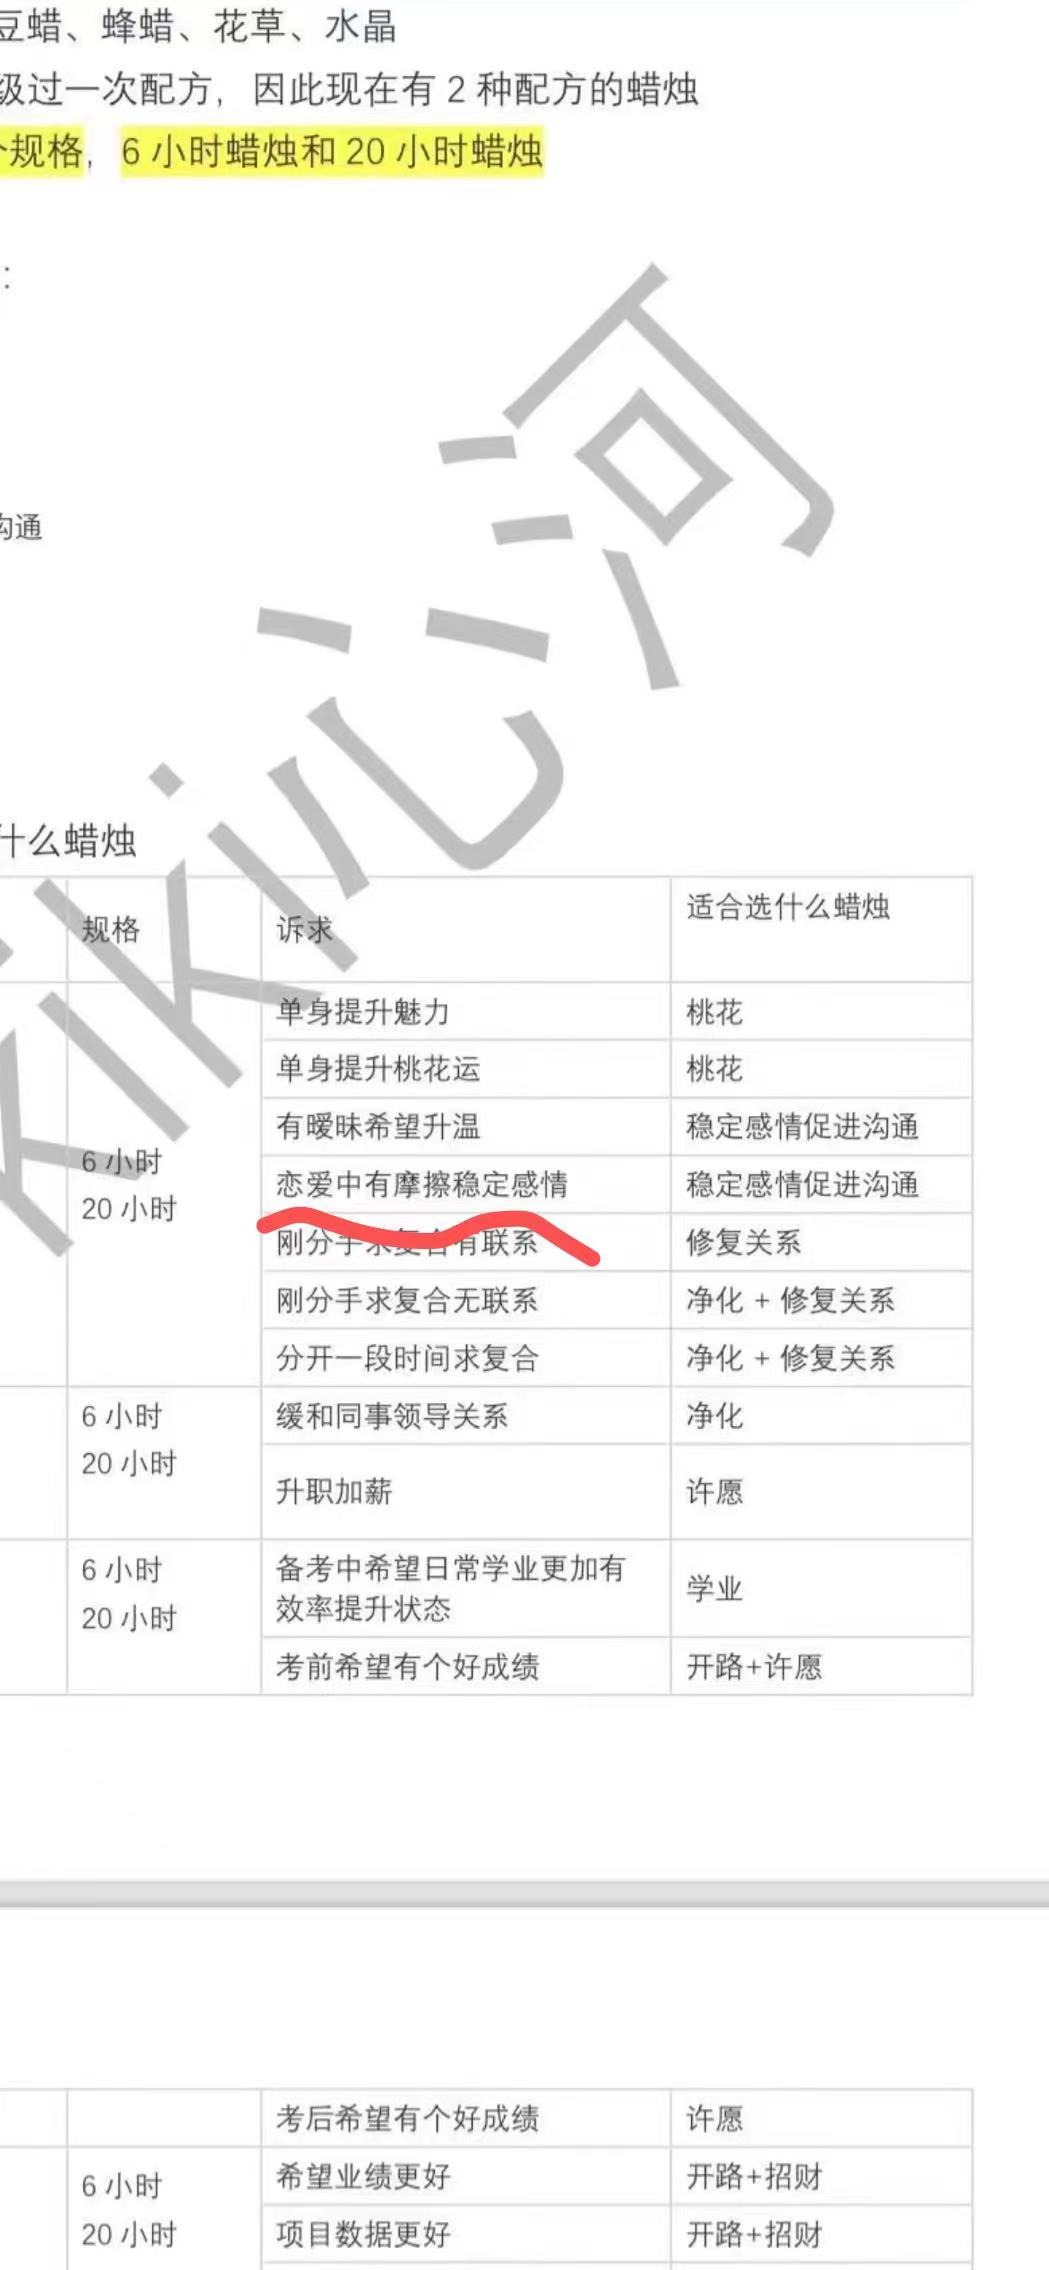 豆蜡、蜂蜡、花草、水晶
级过一次配方，因此现在有 2 种配方的蜡烛
个规格，6 小时蜡烛和 20 小时蜡烛
：
沟通
什么蜡烛
规格 诉求 适合选什么蜡烛
单身提升魅力 桃花
单身提升桃花运 桃花
有暧昧希望升温 稳定感情促进沟通
6 小时
20 小时
恋爱中有摩擦稳定感情 稳定感情促进沟通
刚分手求复合有联系 修复关系
刚分手求复合无联系 净化 + 修复关系
分开一段时间求复合 净化 + 修复关系
6 小时
20 小时
缓和同事领导关系 净化
升职加薪 许愿
6 小时
20 小时
备考中希望日常学业更加有
效率提升状态
学业
考前希望有个好成绩 开路+许愿
考后希望有个好成绩 许愿
6 小时
20 小时
希望业绩更好 开路+招财
项目数据更好 开路+招财
kiki沁河